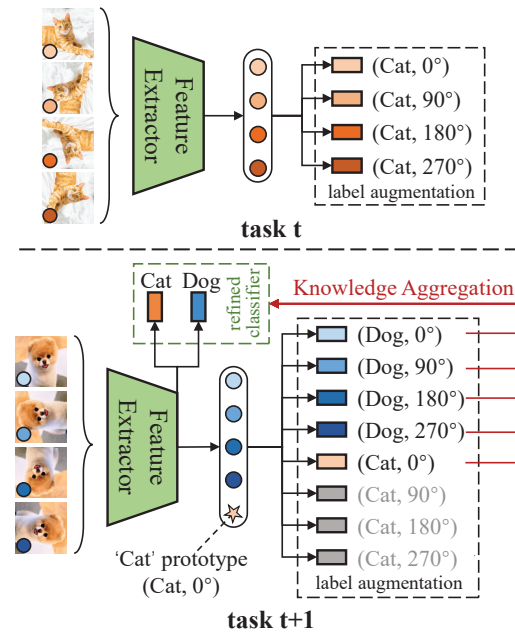 Feature
Extractor
(Cat, 0°)
(Cat, 90°)
(Cat, 180°)
(Cat, 270°)
label augmentation
task t
Cat Dog
refined
classifier
Knowledge Aggregation
Feature
Extractor
(Dog, 0°)
(Dog, 90°)
(Dog, 180°)
(Dog, 270°)
(Cat, 0°)
(Cat, 90°)
(Cat, 180°)
(Cat, 270°)
label augmentation
‘Cat’ prototype
(Cat, 0°)
task t+1